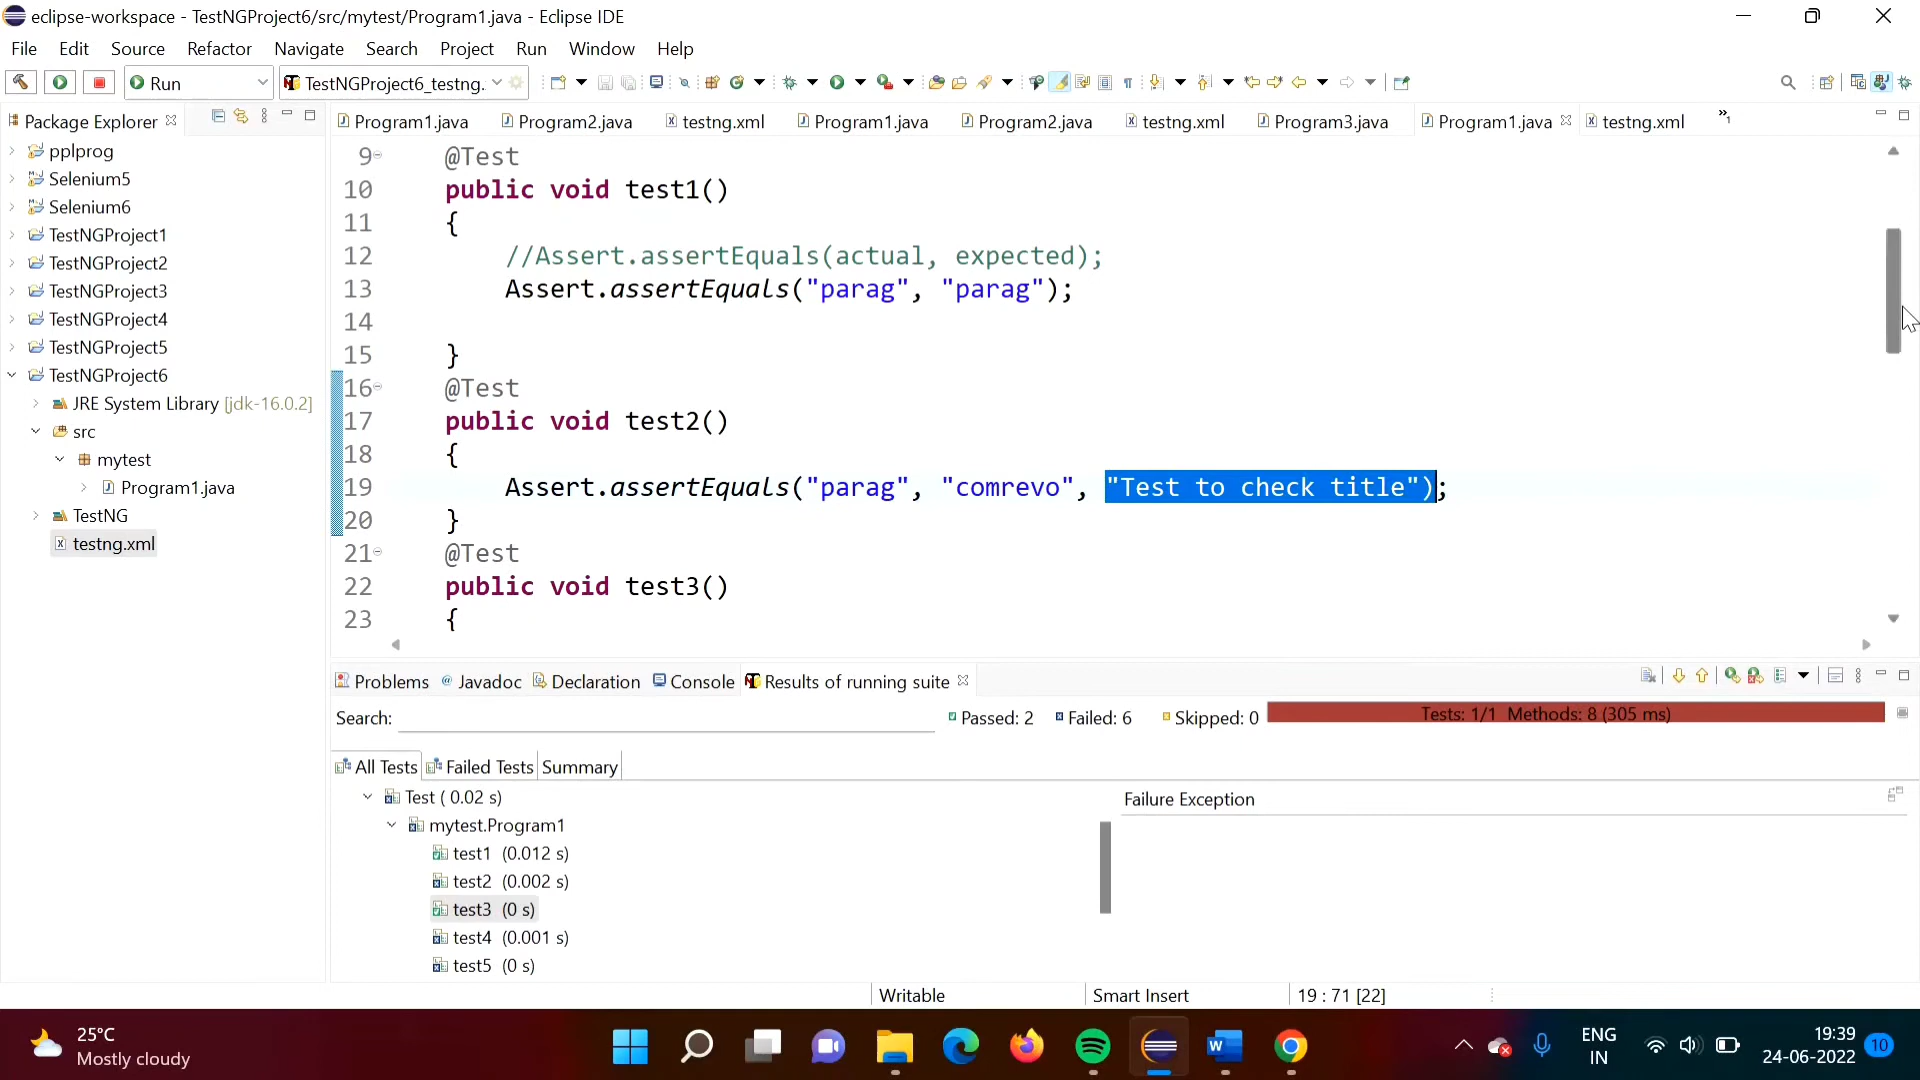 eclipse-workspace - TestNGProject6/src/mytest/Program1.java - Eclipse IDE
File Edit Source Refactor Navigate Search Project Run Window Help
Run TestNGProject6_testng.
Package Explorer
Program1.java Program2.java testng.xml Program1.java Program2.java testng.xml Program3.java Program1.java testng.xml »1
pplprog
Selenium5
Selenium6
TestNGProject1
TestNGProject2
TestNGProject3
TestNGProject4
TestNGProject5
TestNGProject6
JRE System Library [jdk-16.0.2]
src
mytest
Program1.java
TestNG
testng.xml
9 @Test
10 public void test1()
11 {
12 //Assert.assertEquals(actual, expected);
13 Assert.assertEquals("parag", "parag");
14
15 }
16 @Test
17 public void test2()
18 {
19 Assert.assertEquals("parag", "comrevo", "Test to check title");
20 }
21 @Test
22 public void test3()
23 {
Problems @ Javadoc Declaration Console Results of running suite
Search: Passed: 2 Failed: 6 Skipped: 0 Tests: 1/1 Methods: 8 (305 ms)
All Tests Failed Tests Summary
Test ( 0.02 s)
mytest.Program1
test1 (0.012 s)
test2 (0.002 s)
test3 (0 s)
test4 (0.001 s)
test5 (0 s)
Failure Exception
Writable Smart Insert 19 : 71 [22]
25°C
Mostly cloudy
ENG
IN
19:39
24-06-2022
10